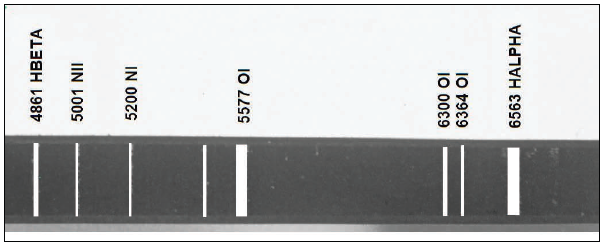 4861 HBETA
5001 NII
5200 NI
5577 OI
6300 OI
6364 OI
6563 HALPHA